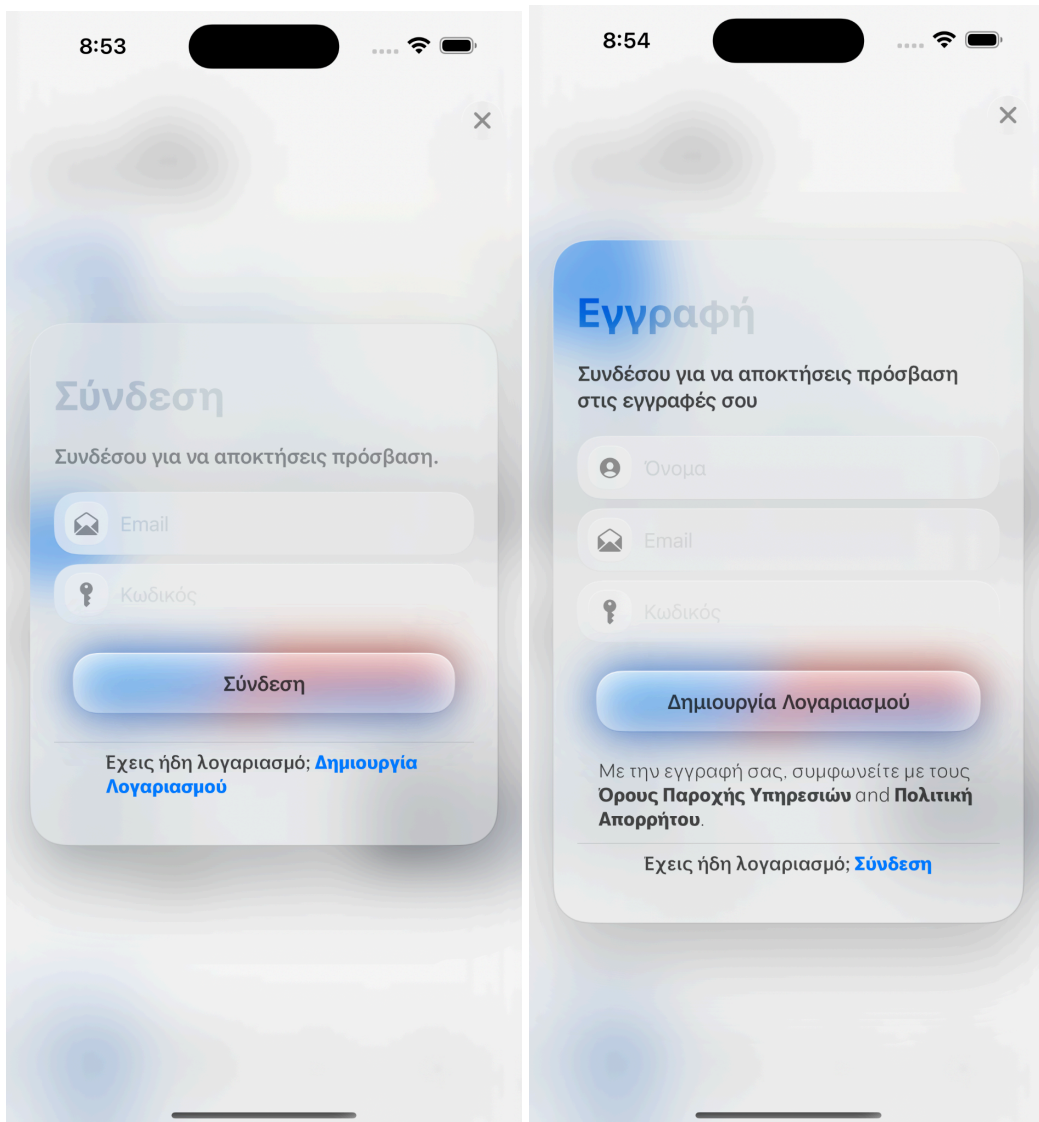 8:53
Σύνδεση
Συνδέσου για να αποκτήσεις πρόσβαση.
Email
Κωδικός
Σύνδεση
Έχεις ήδη λογαριασμό; Δημιουργία
Λογαριασμού
8:54
Εγγραφή
Συνδέσου για να αποκτήσεις πρόσβαση
στις εγγραφές σου
Όνομα
Email
Κωδικός
Δημιουργία Λογαριασμού
Με την εγγραφή σας, συμφωνείτε με τους
Όρους Παροχής Υπηρεσιών and Πολιτική
Απορρήτου.
Έχεις ήδη λογαριασμό; Σύνδεση